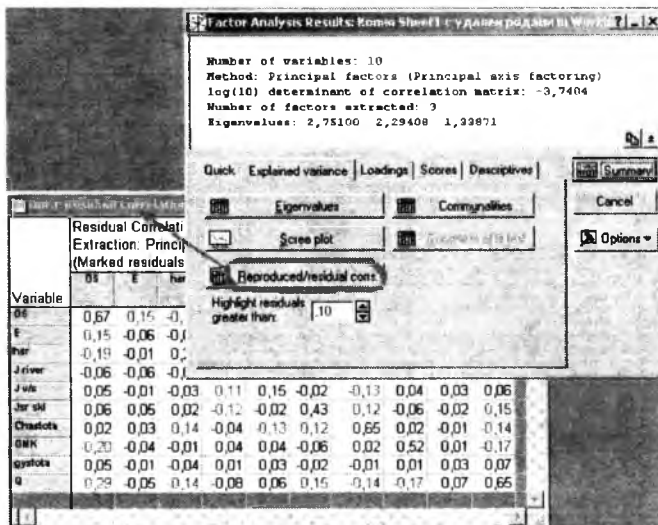 Factor Analysis Results: Komiw Sheet1 с удален
Number of variables: 10
Method: Principal factors (Principal axis factoring)
log(10) determinant of correlation matrix: -3,7404
Number of factors extracted: 3
Eigenvalues: 2,75100 2,29408 1,33871
Quick Explained variance Loadings Scores Descriptives
Summary
Eigenvalues Communalities
Cancel
Scree plot
Options
Reproduced/residual corrs.
Highlight residuals
greater than: .10
Residual Correlati
Extraction: Princip
(Marked residuals
Variable
0,67 0,15 -0,
E 0,15 -0,06
-0,19 -0,01
J river -0,06 -0,06
0,05 -0,01 -0,03 0,11 0,15 -0,02 -0,13 0,04 0,03 0,06
0,06 0,05 0,02 -0,12 -0,02 0,43 0,12 -0,06 -0,02 0,15
Chastota 0,02 0,03 0,14 -0,04 -0,13 0,12 0,65 0,02 -0,01 -0,14
-0,20 -0,04 -0,01 0,04 0,04 -0,06 0,02 0,52 0,01 -0,17
gystota 0,05 -0,01 -0,04 0,01 0,03 -0,02 -0,01 0,01 0,03 0,07
Q 0,29 -0,05 0,14 -0,08 0,06 0,15 -0,14 -0,17 0,07 0,65